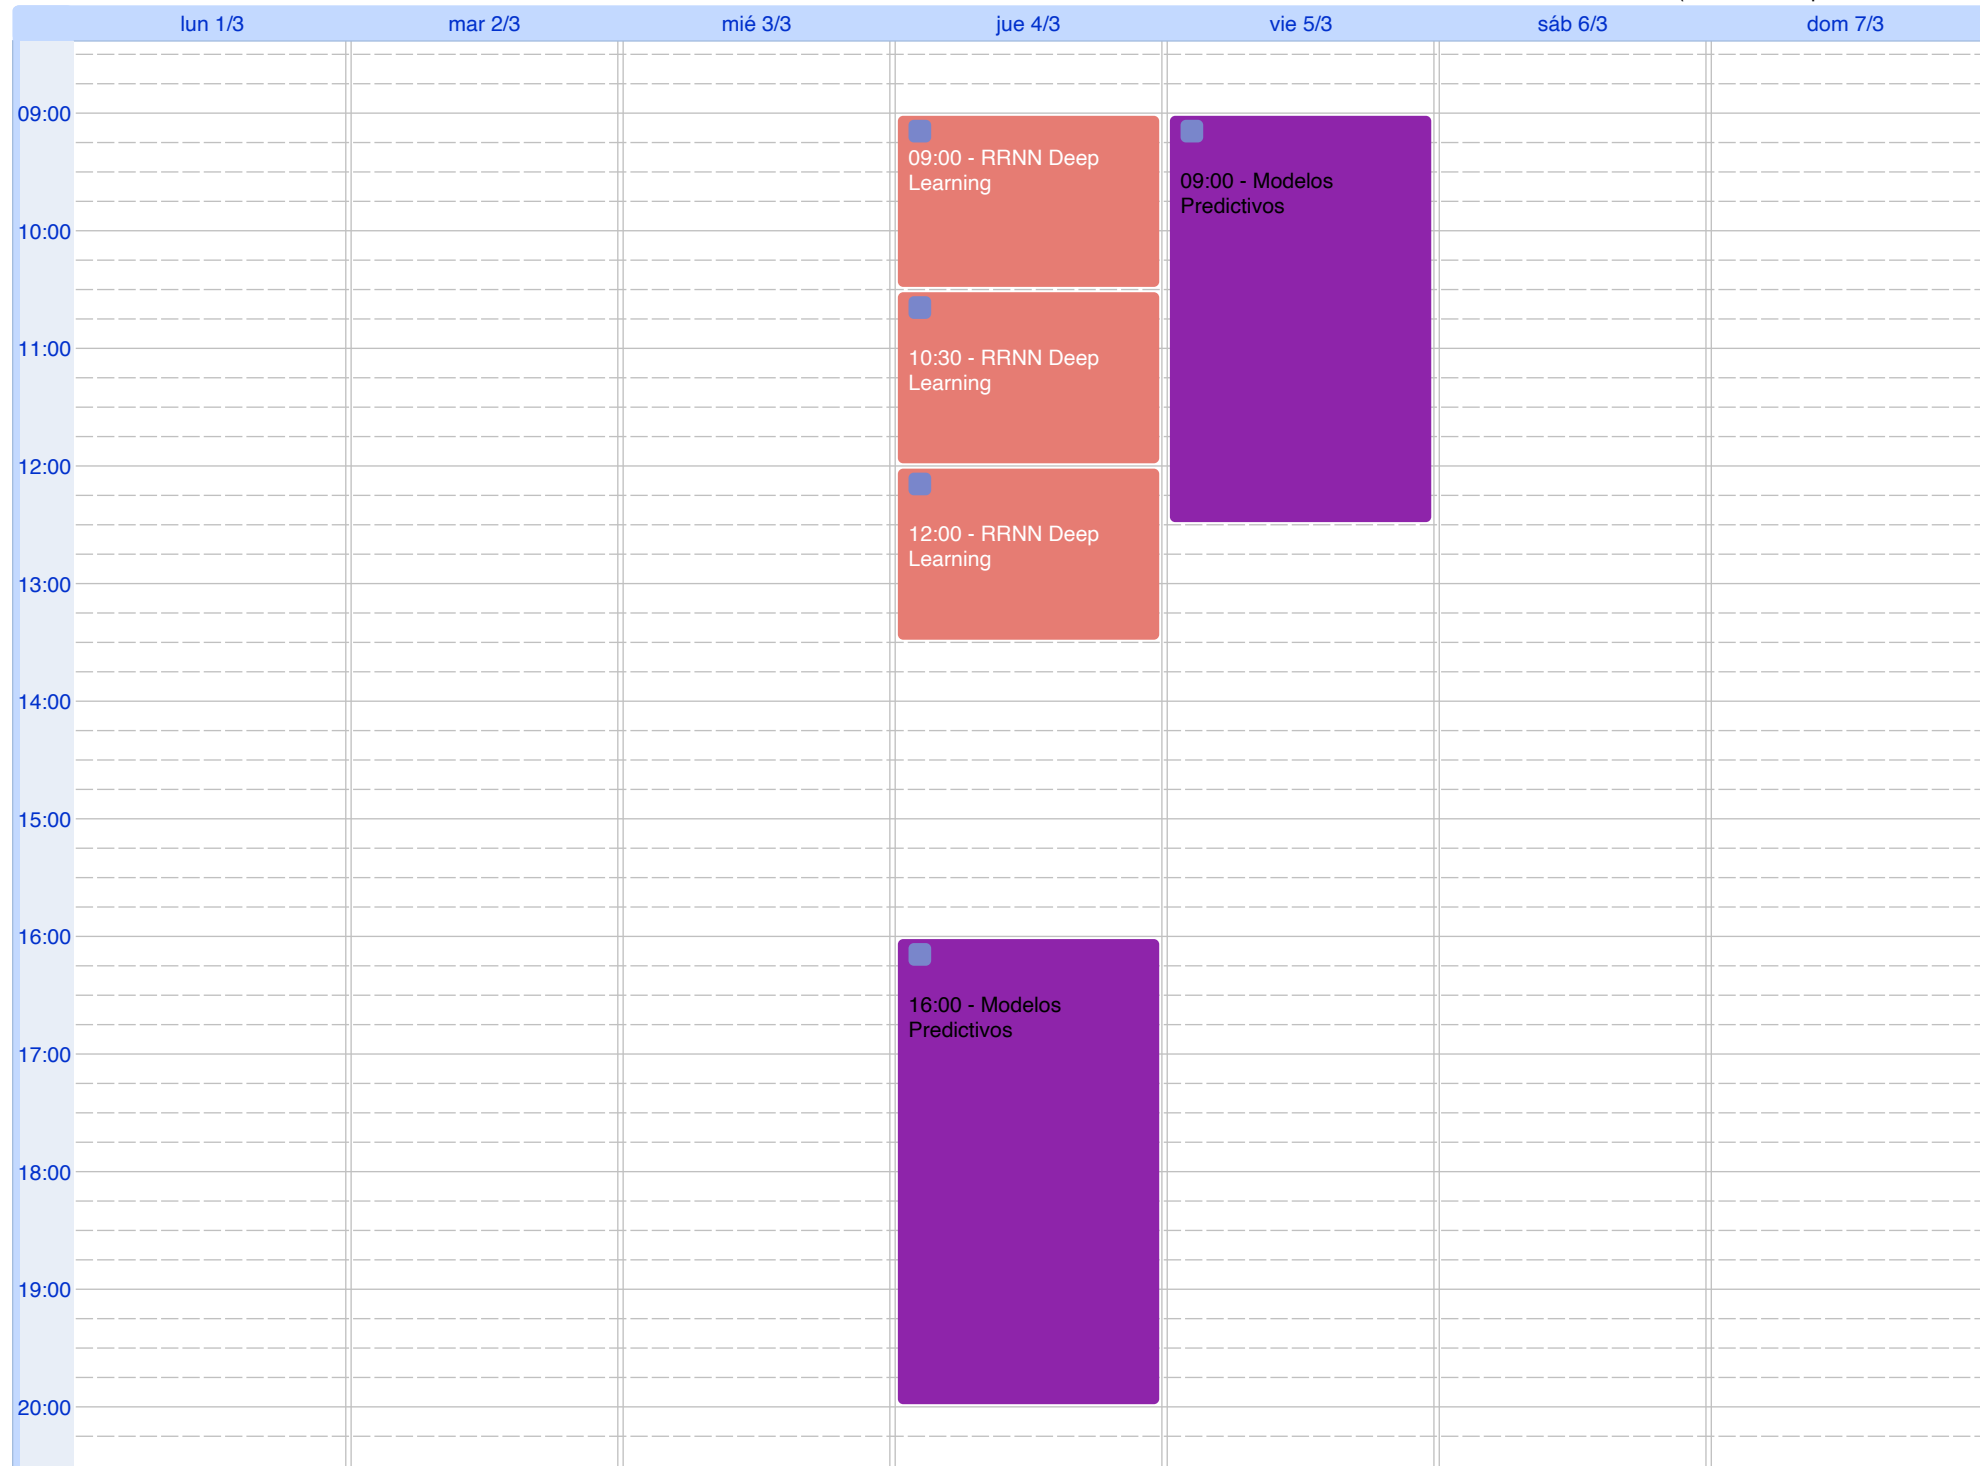 lun 1/3
mar 2/3
mié 3/3
jue 4/3
vie 5/3
sáb 6/3
dom 7/3
09:00
10:00
11:00
12:00
13:00
14:00
15:00
16:00
17:00
18:00
19:00
20:00
09:00 - RRNN Deep
Learning
10:30 - RRNN Deep
Learning
12:00 - RRNN Deep
Learning
16:00 - Modelos
Predictivos
09:00 - Modelos
Predictivos